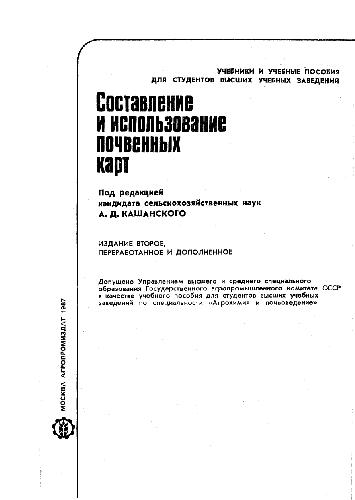 УЧЕБНИКИ И УЧЕБНЫЕ ПОСОБИЯ
ДЛЯ СТУДЕНТОВ ВЫСШИХ УЧЕБНЫХ ЗАВЕДЕНИЙ
Составление
и использование
почвенных
карт
Под редакцией
кандидата сельскохозяйственных наук
А. Д. КАШАНСКОГО
ИЗДАНИЕ ВТОРОЕ,
ПЕРЕРАБОТАННОЕ И ДОПОЛНЕННОЕ
Допущено Управлением высшего и среднего специального
образования Государственного агропромышленного комитета СССР
в качестве учебного пособия для студентов высших учебных
заведений по специальности «Агрохимия и почвоведение»
МОСКВА АГРОПРОМИЗДАТ 1987